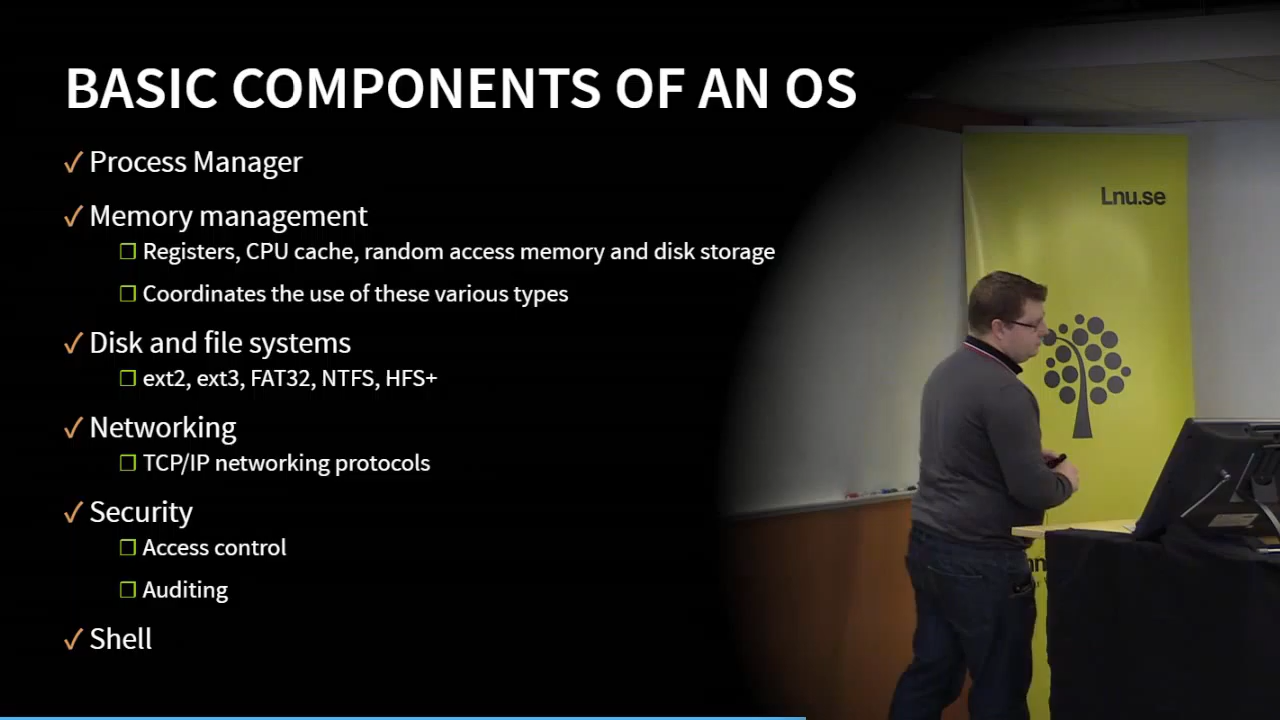 BASIC COMPONENTS OF AN OS
Process Manager
Memory management
Registers, CPU cache, random access memory and disk storage
Coordinates the use of these various types
Disk and file systems
ext2, ext3, FAT32, NTFS, HFS+
Networking
TCP/IP networking protocols
Security
Access control
Auditing
Shell
Lnu.se